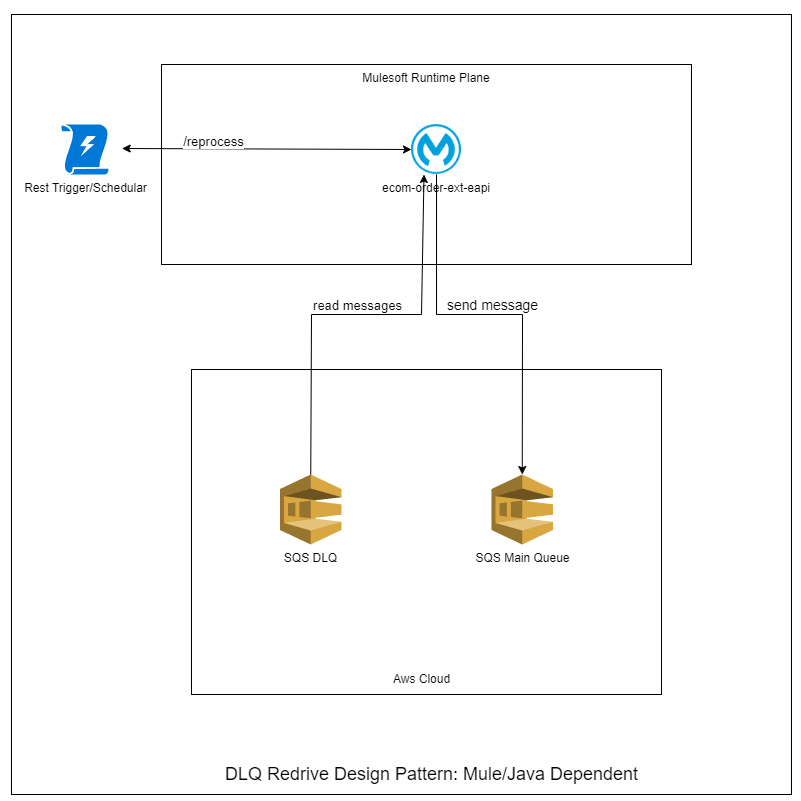 Mulesoft Runtime Plane
/reprocess
Rest Trigger/Schedular
ecom-order-ext-eapi
read messages
send message
SQS DLQ
SQS Main Queue
Aws Cloud
DLQ Redrive Design Pattern: Mule/Java Dependent